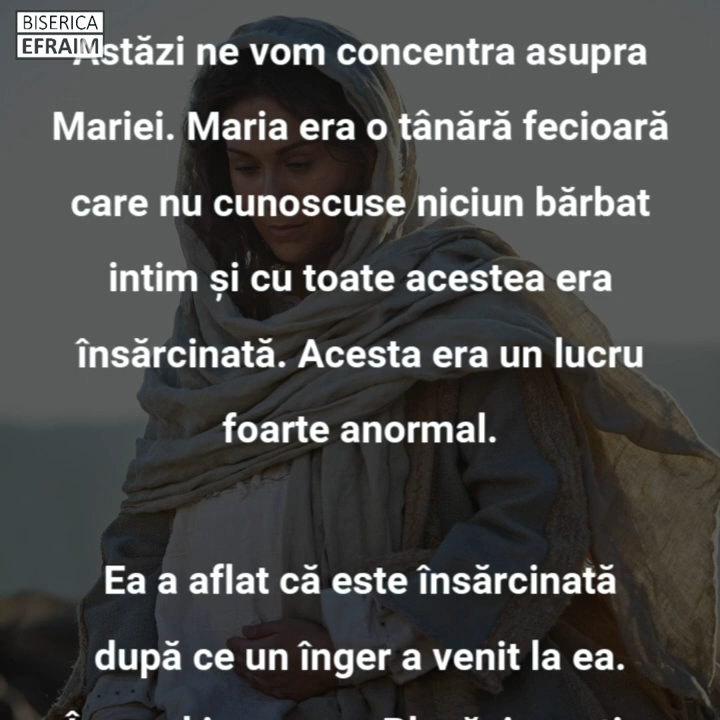 BISERICA
EFRAIM
Astăzi ne vom concentra asupra
Mariei. Maria era o tânără fecioară
care nu cunoscuse niciun bărbat
intim și cu toate acestea era
însărcinată. Acesta era un lucru
foarte anormal.
Ea a aflat că este însărcinată
după ce un înger a venit la ea.